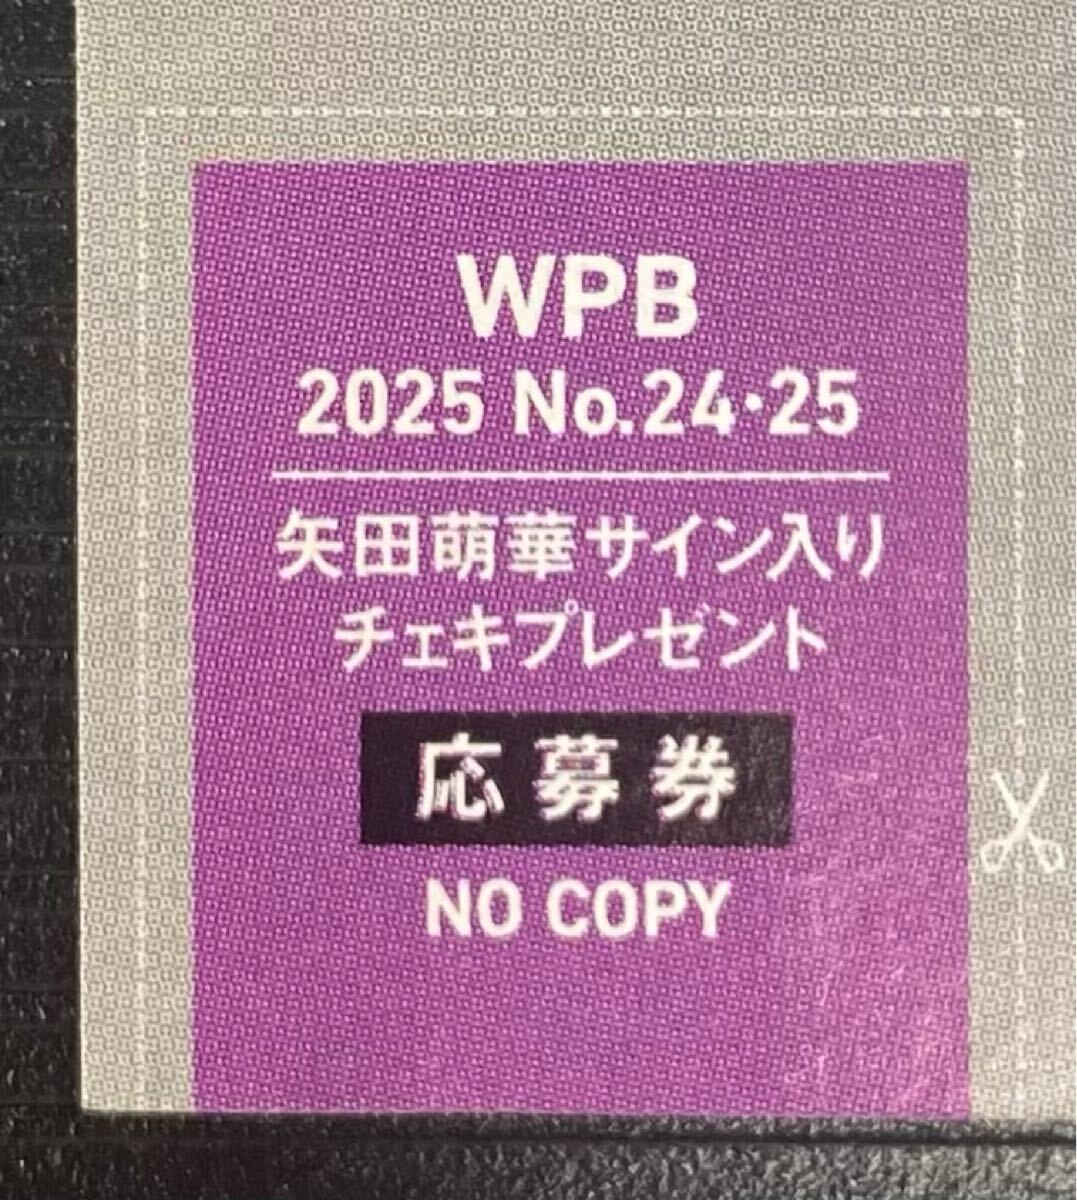 WPB
2025 No.24・25
矢田萌華サイン入り
チェキプレゼント
応募券
NO COPY